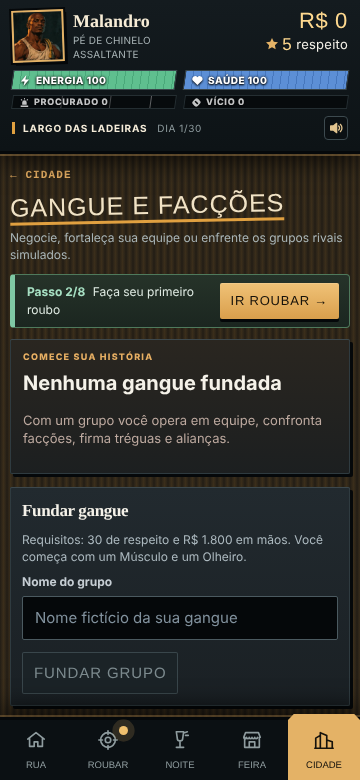 Malandro
PÉ DE CHINELO
ASSALTANTE
R$ 0
5 respeito
ENERGIA 100
SAÚDE 100
PROCURADO 0
VÍCIO 0
LARGO DAS LADEIRAS DIA 1/30
← CIDADE
GANGUE E FACÇÕES
Negocie, fortaleça sua equipe ou enfrente os grupos rivais
simulados.
Passo 2/8 Faça seu primeiro
roubo
IR ROUBAR →
COMECE SUA HISTÓRIA
Nenhuma gangue fundada
Com um grupo você opera em equipe, confronta
facções, firma tréguas e alianças.
Fundar gangue
Requisitos: 30 de respeito e R$ 1.800 em mãos. Você
começa com um Músculo e um Olheiro.
Nome do grupo
Nome fictício da sua gangue
FUNDAR GRUPO
RUA
ROUBAR
NOITE
FEIRA
CIDADE